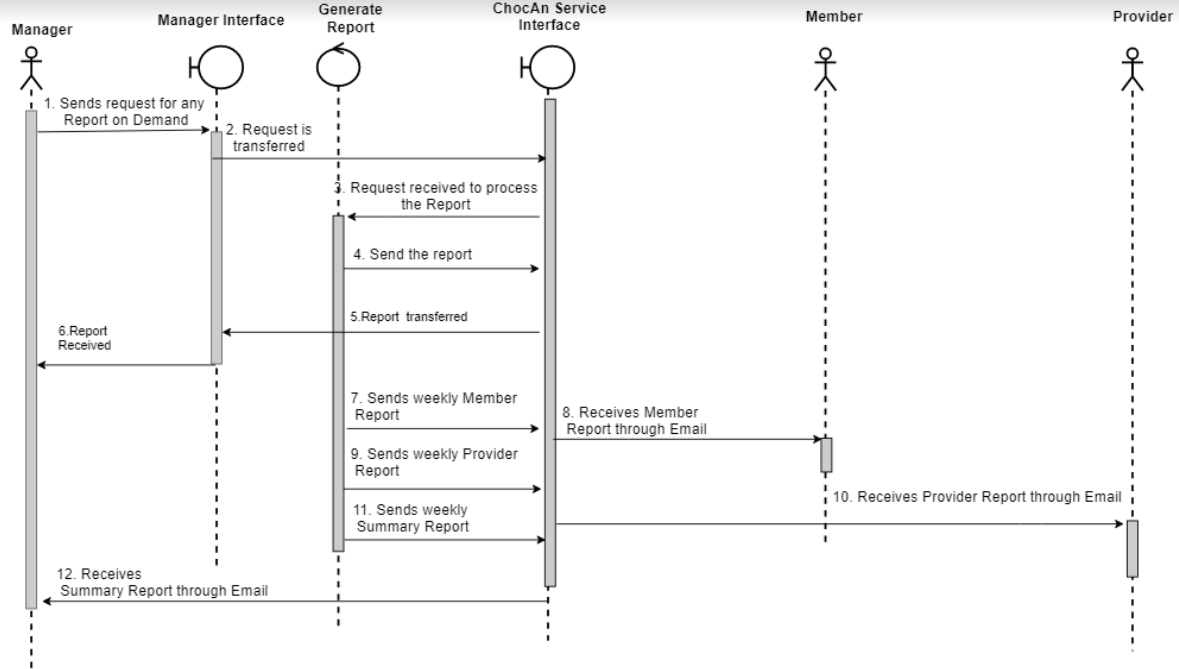 Manager
Manager Interface
Generate
Report
ChocAn Service
Interface
Member
Provider
1. Sends request for any
Report on Demand
2. Request is
transferred
3. Request received to process
the Report
4. Send the report
5.Report transferred
6.Report
Received
7. Sends weekly Member
Report
8. Receives Member
Report through Email
9. Sends weekly Provider
Report
10. Receives Provider Report through Email
11. Sends weekly
Summary Report
12. Receives
Summary Report through Email